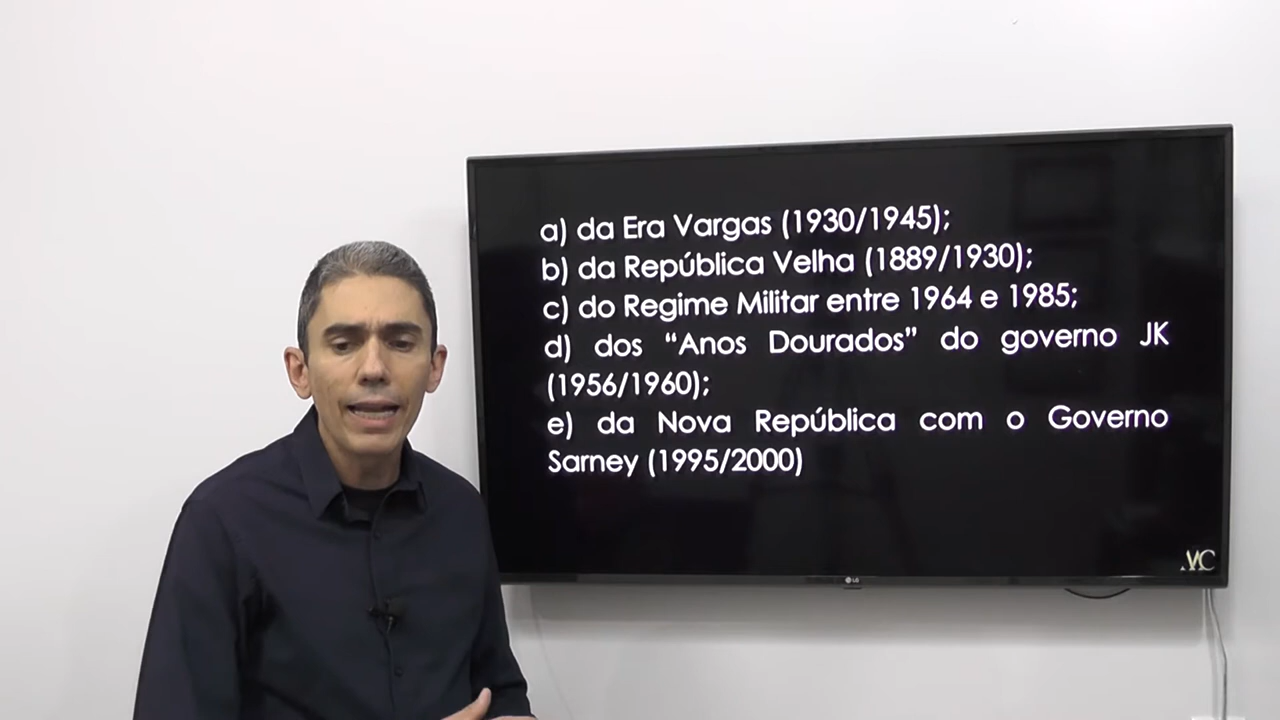 a) da Era Vargas (1930/1945);
b) da República Velha (1889/1930);
c) do Regime Militar entre 1964 e 1985;
d) dos “Anos Dourados” do governo JK
(1956/1960);
e) da Nova República com o Governo
Sarney (1995/2000)
MC
LG